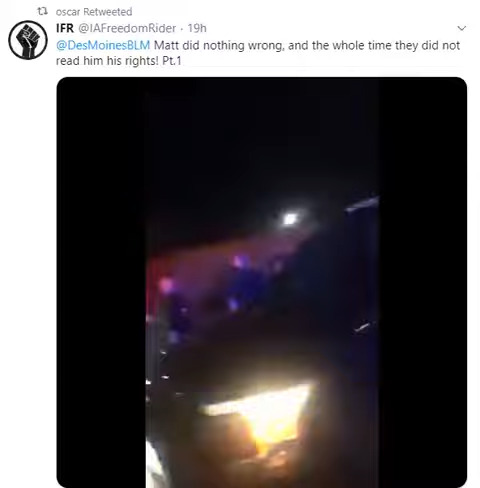 oscar Retweeted
IFR @IAFreedomRider · 19h
@DesMoinesBLM Matt did nothing wrong, and the whole time they did not
read him his rights! Pt.1